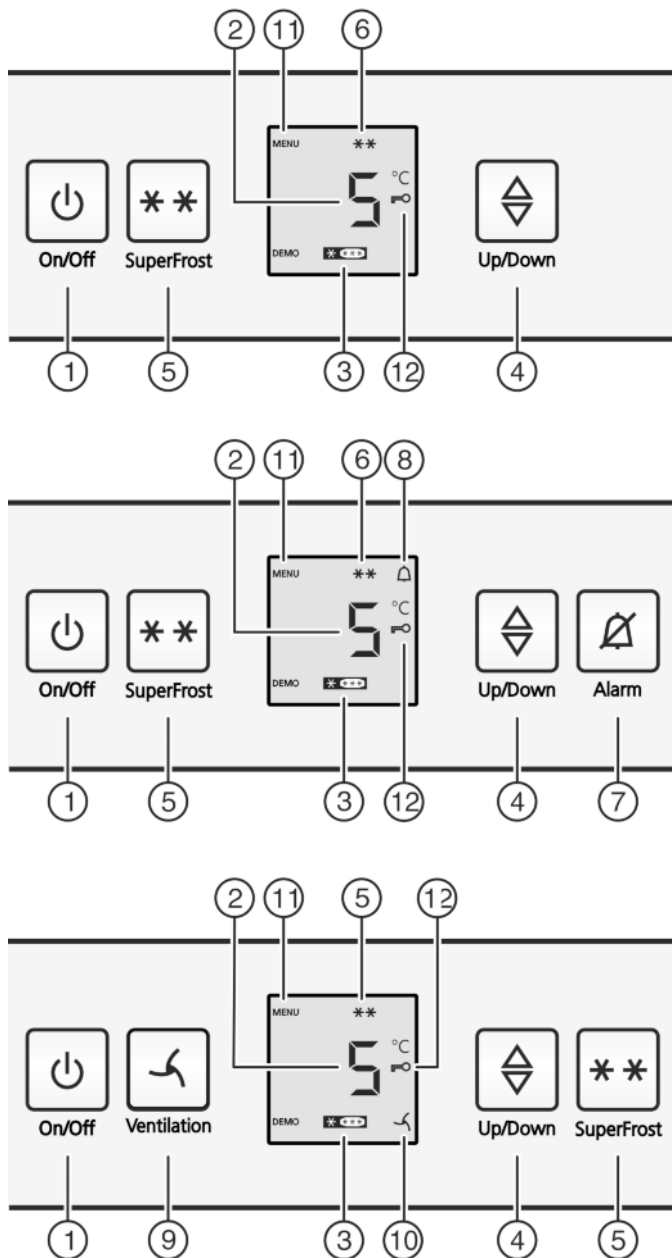 2 11 6
MENU **
5 °C
On/Off SuperFrost DEMO * *** Up/Down
1 5 3 12 4
2 11 6 8
MENU **
5 °C
On/Off SuperFrost DEMO * *** Up/Down Alarm
1 5 3 12 4 7
2 11 5 12
MENU **
5 °C
On/Off Ventilation DEMO * *** Up/Down SuperFrost
1 9 3 10 4 5